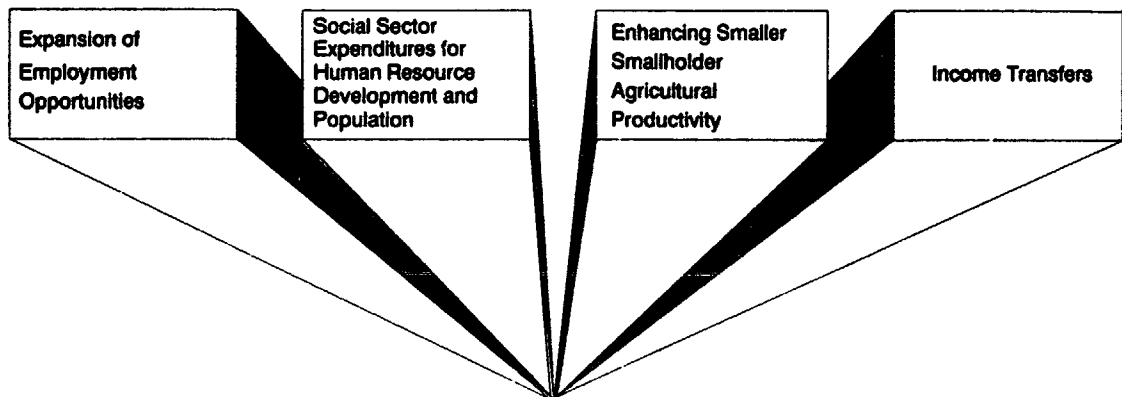 Expansion of
Employment
Opportunities
Social Sector
Expenditures for
Human Resource
Development and
Population
Enhancing Smaller
Smallholder
Agricultural
Productivity
Income Transfers